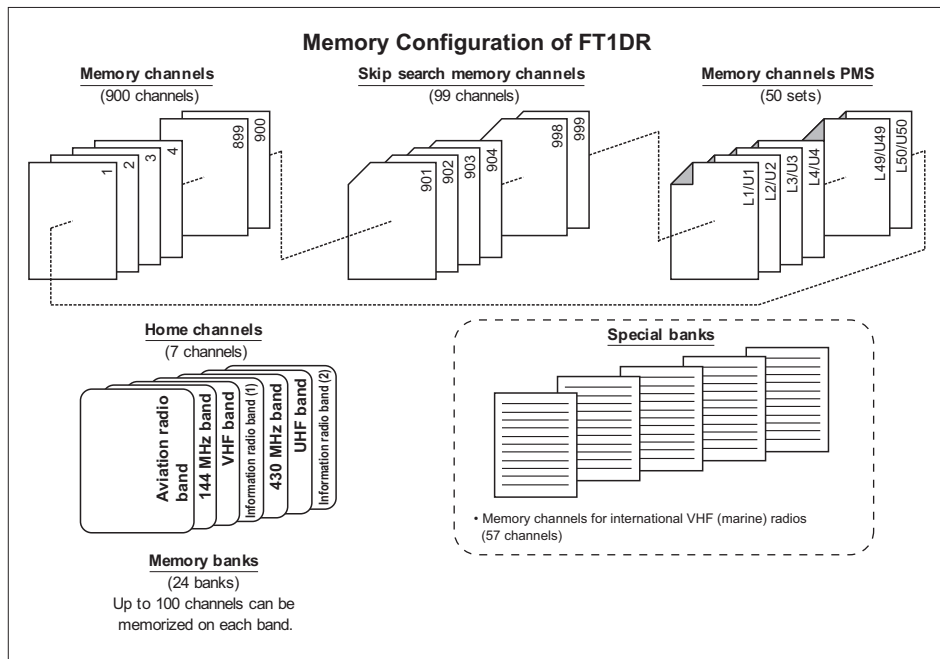 Memory Configuration of FT1DR
Memory channels
(900 channels)
1
2
3
4
899
900
Skip search memory channels
(99 channels)
901
902
903
904
998
999
Memory channels PMS
(50 sets)
L1/U1
L2/U2
L3/U3
L4/U4
L49/U49
L50/U50
Home channels
(7 channels)
Aviation radio
band
144 MHz band
VHF band
Information radio band (1)
430 MHz band
UHF band
Information radio band (2)
Memory banks
(24 banks)
Up to 100 channels can be
memorized on each band.
Special banks
• Memory channels for international VHF (marine) radios
(57 channels)